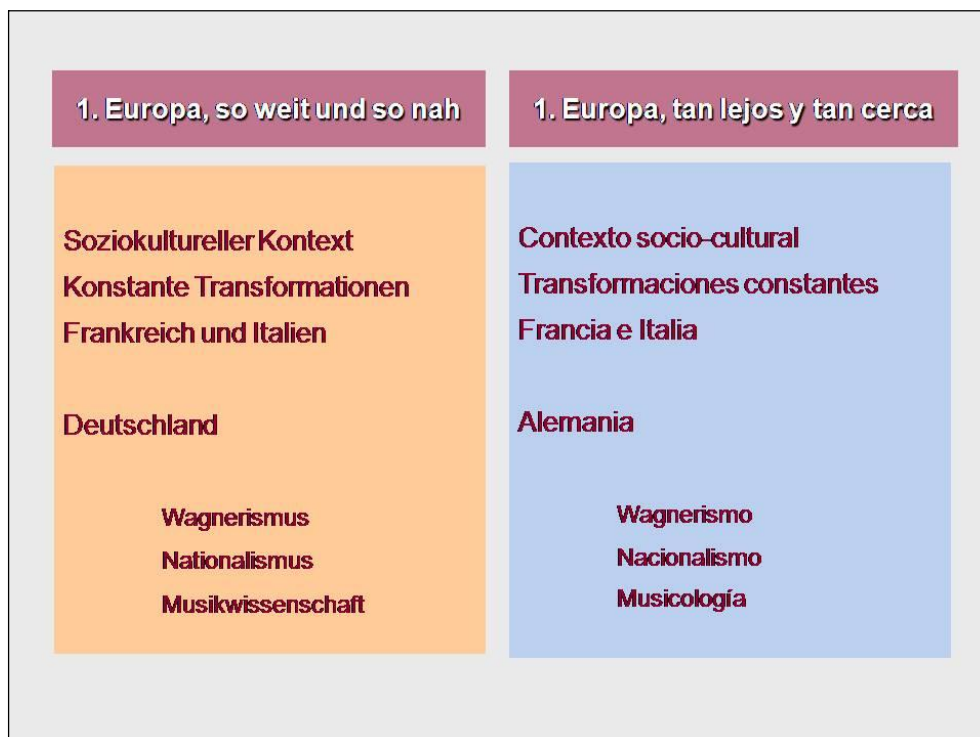 1. Europa, so weit und so nah
Soziokultureller Kontext
Konstante Transformationen
Frankreich und Italien
Deutschland
Wagnerismus
Nationalismus
Musikwissenschaft
1. Europa, tan lejos y tan cerca
Contexto socio-cultural
Transformaciones constantes
Francia e Italia
Alemania
Wagnerismo
Nacionalismo
Musicología